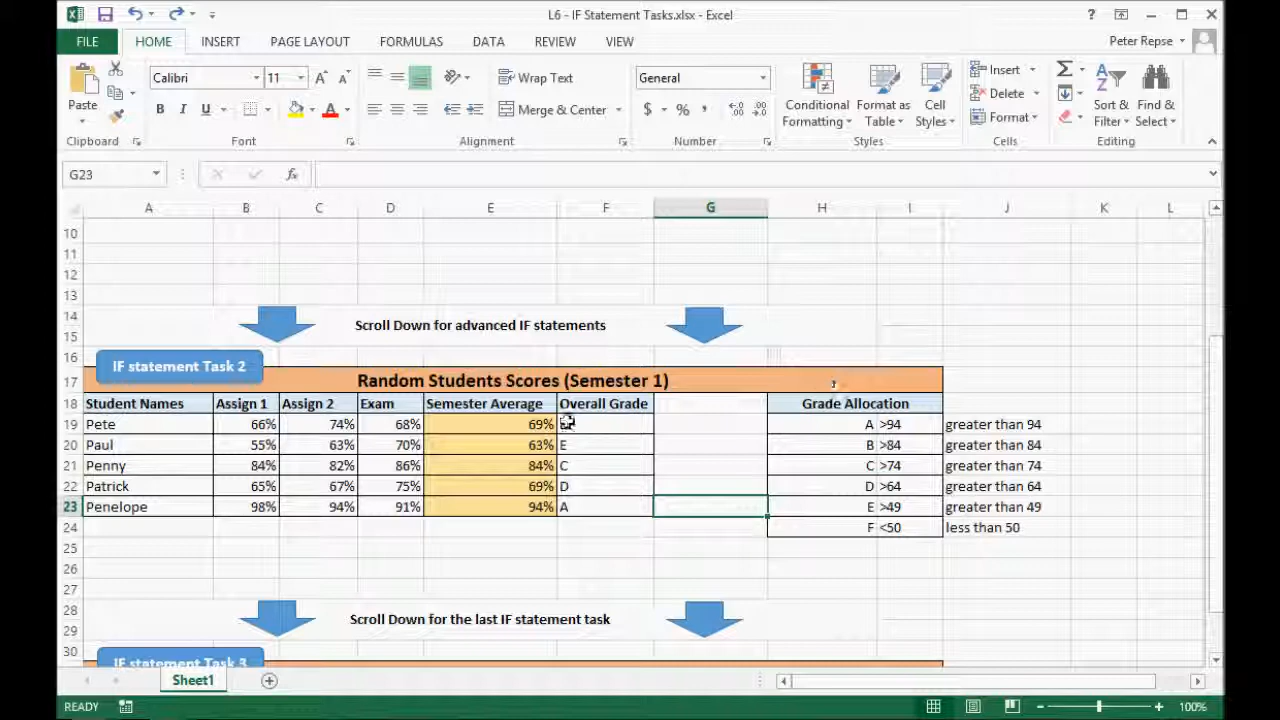 L6 - IF Statement Tasks.xlsx - Excel
FILE HOME INSERT PAGE LAYOUT FORMULAS DATA REVIEW VIEW Peter Repse
Paste Calibri 11 Wrap Text General Conditional Formatting Format as Table Cell Styles Insert Sort & Filter Find & Select
B I U Merge & Center $ % , Delete
Format
Clipboard Font Alignment Number Styles Cells Editing
G23 fx
A B C D E F G H I J K L
10
11
12
13
14
Scroll Down for advanced IF statements
15
16
IF statement Task 2
17 Random Students Scores (Semester 1)
18 Student Names Assign 1 Assign 2 Exam Semester Average Overall Grade Grade Allocation
19 Pete 66% 74% 68% 69% A >94 greater than 94
20 Paul 55% 63% 70% 63% E B >84 greater than 84
21 Penny 84% 82% 86% 84% C C >74 greater than 74
22 Patrick 65% 67% 75% 69% D D >64 greater than 64
23 Penelope 98% 94% 91% 94% A E >49 greater than 49
24 F <50 less than 50
25
26
27
28
Scroll Down for the last IF statement task
29
30
IF statement Task 3
Sheet1
READY 100%